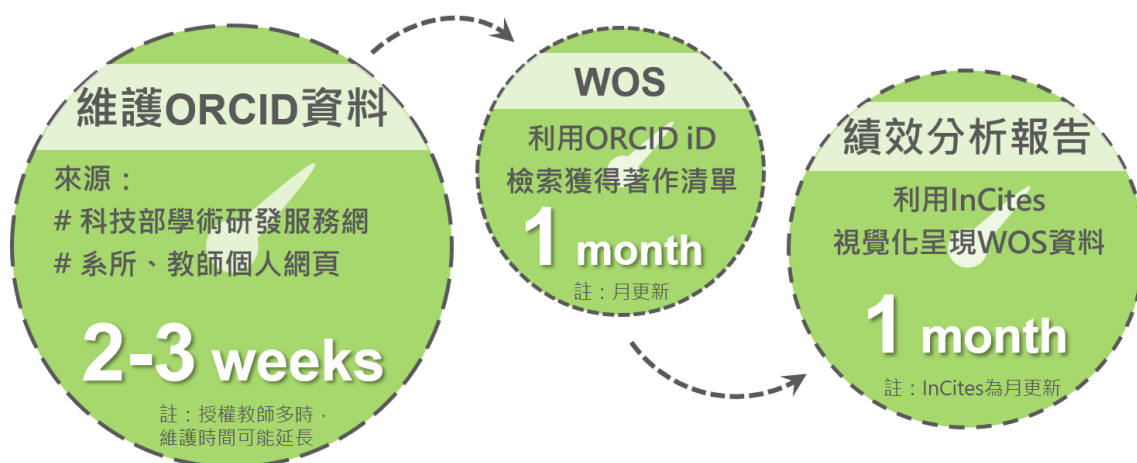 維護ORCID資料
來源：
# 科技部學術研發服務網
# 系所、教師個人網頁
2-3 weeks
註：授權教師多時，
維護時間可能延長
WOS
利用ORCID iD
檢索獲得著作清單
1 month
註：月更新
績效分析報告
利用InCites
視覺化呈現WOS資料
1 month
註：InCites為月更新